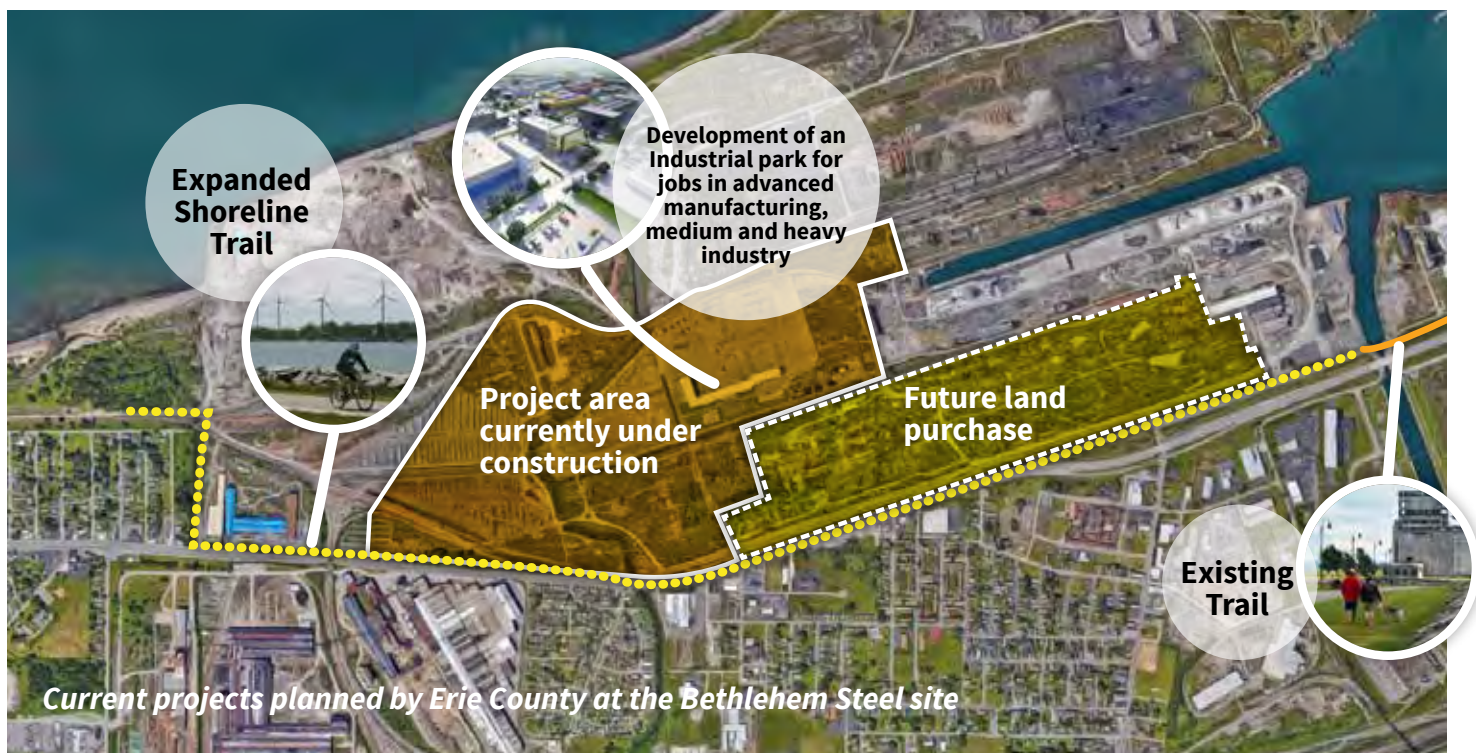 Expanded
Shoreline
Trail
Development of an
Industrial park for
jobs in advanced
manufacturing,
medium and heavy
industry
Project area
currently under
construction
Future land
purchase
Existing
Trail
Current projects planned by Erie County at the Bethlehem Steel site